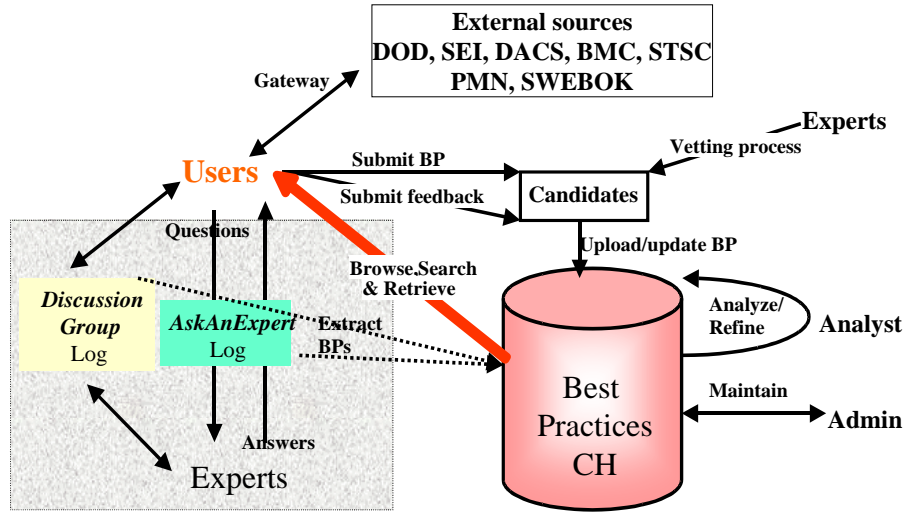 External sources
DOD, SEI, DACS, BMC, STSC
PMN, SWEBOK
Gateway
Experts
Vetting process
Users
Submit BP
Candidates
Submit feedback
Questions
Upload/update BP
Browse,Search
& Retrieve
Discussion
Group
Log
AskAnExpert
Log
Extract
BPs
Analyze/
Refine
Analyst
Best
Practices
CH
Maintain
Admin
Answers
Experts